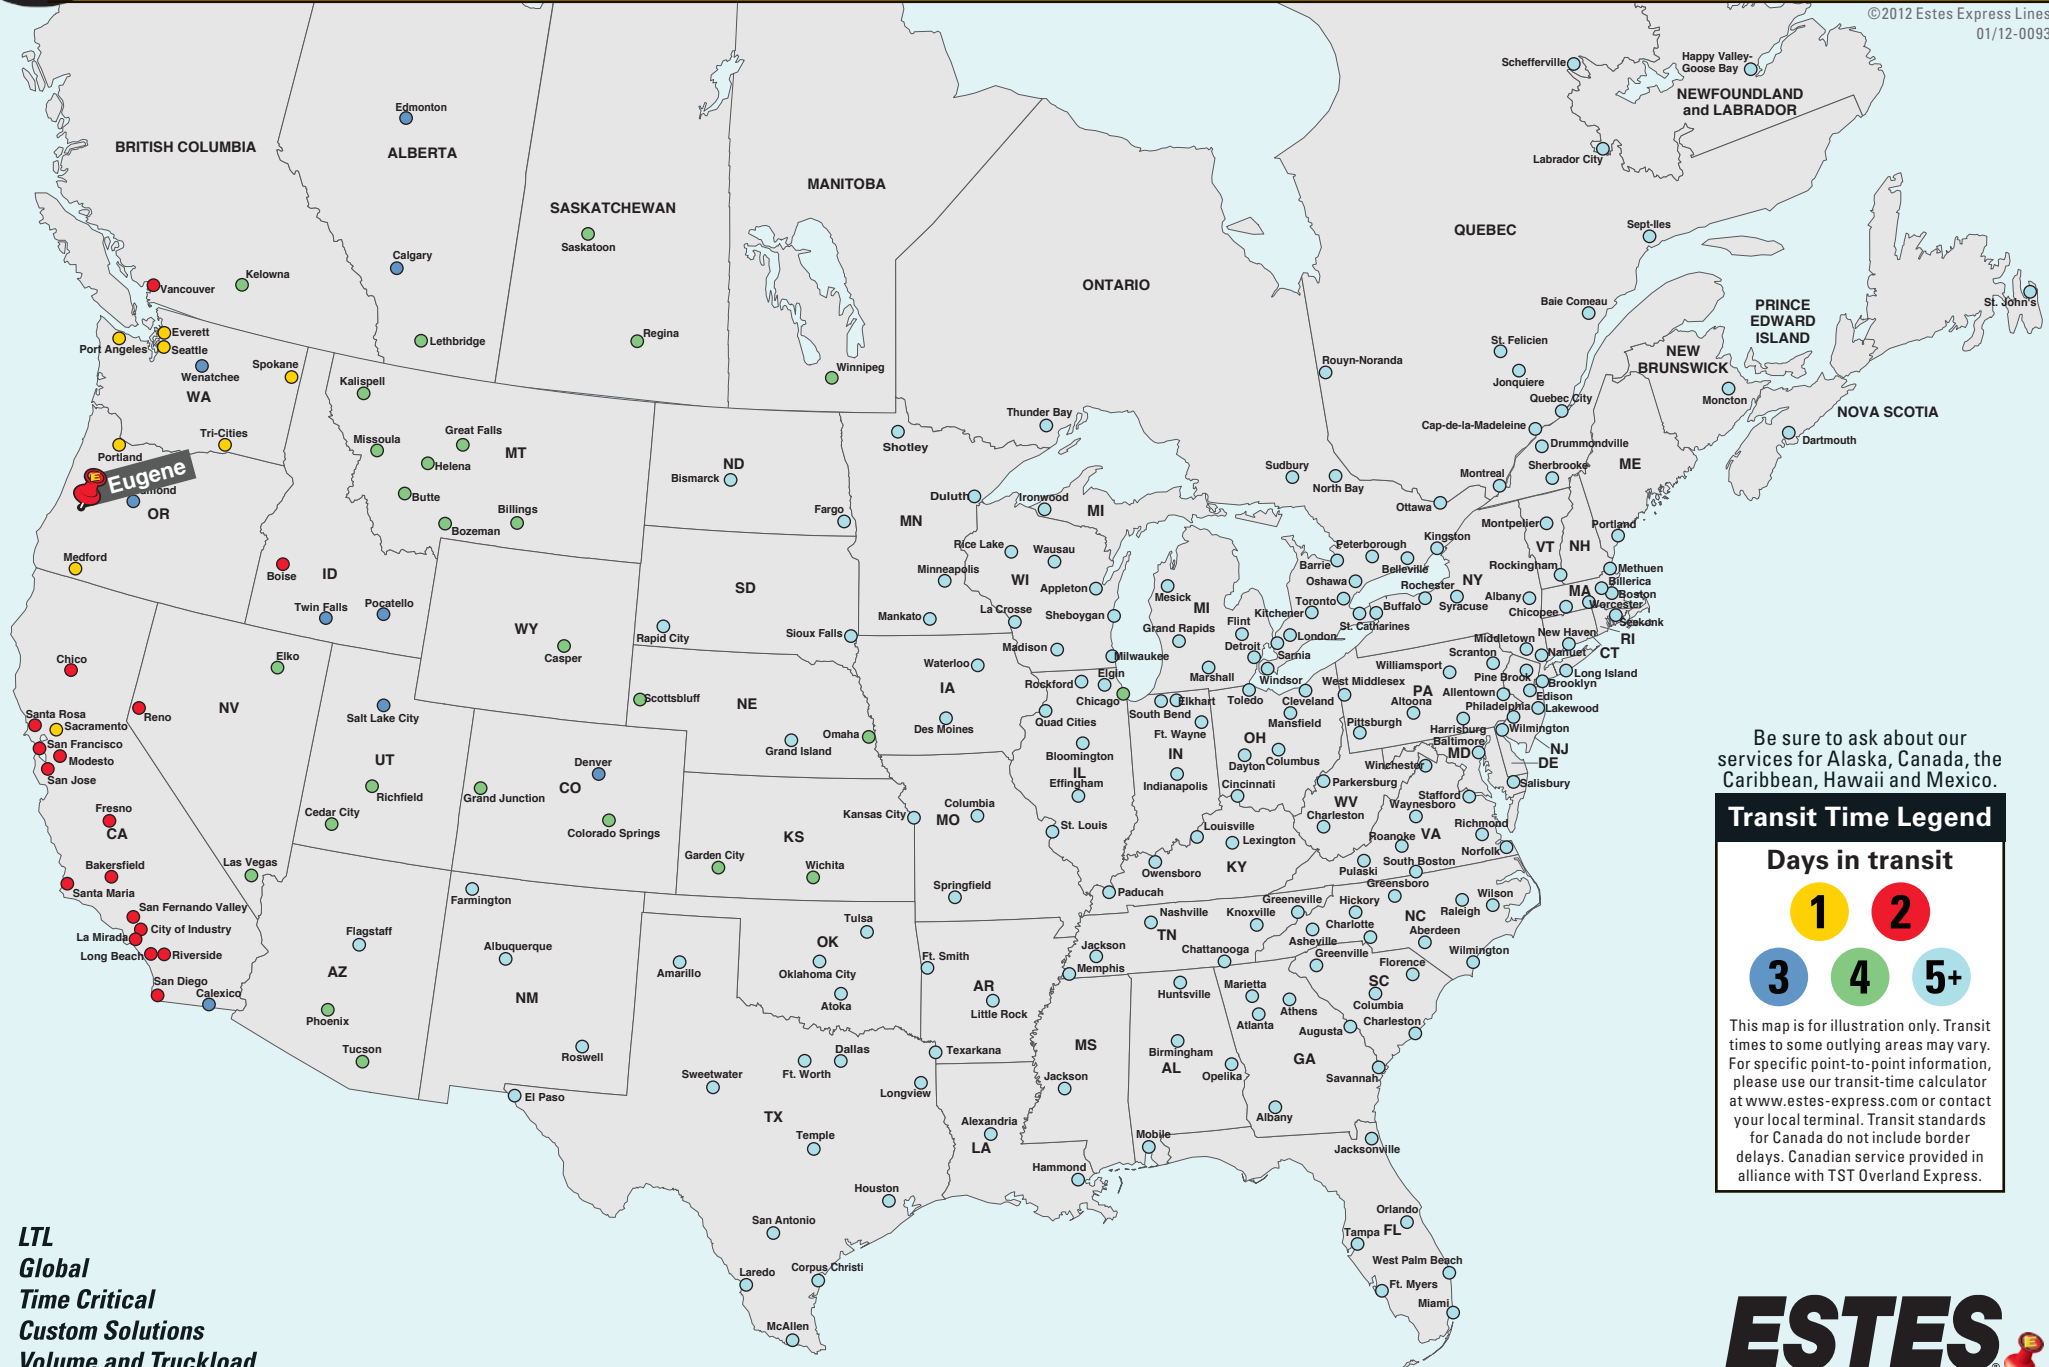 ©2012 Estes Express Lines
01/12-0093
Schefferville
Happy Valley-
Goose Bay
NEWFOUNDLAND
and LABRADOR
Labrador City
Edmonton
BRITISH COLUMBIA
ALBERTA
MANITOBA
SASKATCHEWAN
Saskatoon
QUEBEC
Sept-Iles
Calgary
Kelowna
Vancouver
ONTARIO
Baie Comeau
PRINCE
EDWARD
ISLAND
St. John's
Everett
Port Angeles
Seattle
Lethbridge
Regina
St. Felicien
NEW
BRUNSWICK
Wenatchee
Spokane
WA
Kalispell
Winnipeg
Rouyn-Noranda
Jonquiere
Quebec City
Moncton
NOVA SCOTIA
Thunder Bay
Cap-de-la-Madeleine
Dartmouth
Tri-Cities
Portland
Missoula
Great Falls
MT
Helena
Shotley
Drummondville
Sherbrooke
ME
Eugene
OR
Butte
Billings
Bozeman
ND
Bismarck
Fargo
Duluth
MN
Ironwood
MI
Sudbury
North Bay
Montreal
Ottawa
Montpelier
Portland
Medford
Boise
ID
Twin Falls
Pocatello
Rice Lake
Wausau
Minneapolis
WI
Appleton
Mankato
La Crosse
Sheboygan
Mesick
MI
Peterborough
Kingston
Barrie
Belleville
Oshawa
Rochester
Toronto
Kitchener
Buffalo
Syracuse
NY
St. Catharines
VT
NH
Rockingham
Methuen
Billerica
Boston
MA
Albany
Chicopee
Worcester
Seekonk
RI
CT
WY
Casper
SD
Rapid City
Sioux Falls
Madison
Milwaukee
Grand Rapids
Flint
Detroit
London
Sarnia
Windsor
Middletown
New Haven
Nanuet
Scranton
Williamsport
Long Island
Pine Brook
Brooklyn
Chico
Elko
Reno
NV
Salt Lake City
Scottsbluff
NE
Waterloo
IA
Des Moines
Rockford
Elgin
Chicago
Marshall
Elkhart
South Bend
Toledo
Cleveland
West Middlesex
PA
Altoona
Allentown
Edison
Lakewood
Philadelphia
Santa Rosa
Sacramento
San Francisco
Modesto
San Jose
UT
Richfield
Grand Junction
CO
Denver
Grand Island
Omaha
Quad Cities
Ft. Wayne
Bloomington
IL
Effingham
IN
Indianapolis
OH
Mansfield
Columbus
Dayton
Cincinnati
Pittsburgh
Harrisburg
Baltimore
MD
Wilmington
NJ
DE
Winchester
Salisbury
Fresno
CA
Cedar City
Colorado Springs
KS
Kansas City
Columbia
MO
St. Louis
Louisville
Lexington
Parkersburg
WV
Charleston
Stafford
Waynesboro
Richmond
VA
Roanoke
Norfolk
Bakersfield
Santa Maria
Las Vegas
Farmington
Garden City
Wichita
Springfield
Owensboro
KY
Paducah
Pulaski
South Boston
Greensboro
San Fernando Valley
City of Industry
La Mirada
Long Beach
Riverside
San Diego
Calexico
Flagstaff
AZ
Albuquerque
NM
Amarillo
Tulsa
OK
Oklahoma City
Atoka
Ft. Smith
AR
Little Rock
Jackson
Memphis
Nashville
TN
Knoxville
Greeneville
Hickory
Charlotte
Asheville
NC
Raleigh
Wilson
Aberdeen
Wilmington
Chattanooga
Greenville
Florence
SC
Columbia
Charleston
Phoenix
Tucson
Roswell
Huntsville
Marietta
Athens
Atlanta
Augusta
Birmingham
AL
MS
Opelika
GA
Savannah
El Paso
Sweetwater
Ft. Worth
Dallas
Texarkana
Longview
Jackson
Albany
TX
Temple
Alexandria
LA
Mobile
Jacksonville
Hammond
Houston
San Antonio
Laredo
Corpus Christi
McAllen
Orlando
FL
Tampa
West Palm Beach
Ft. Myers
Miami
Be sure to ask about our
services for Alaska, Canada, the
Caribbean, Hawaii and Mexico.
Transit Time Legend
Days in transit
1 2
3 4 5+
This map is for illustration only. Transit
times to some outlying areas may vary.
For specific point-to-point information,
please use our transit-time calculator
at www.estes-express.com or contact
your local terminal. Transit standards
for Canada do not include border
delays. Canadian service provided in
alliance with TST Overland Express.
LTL
Global
Time Critical
Custom Solutions
Volume and Truckload
ESTES